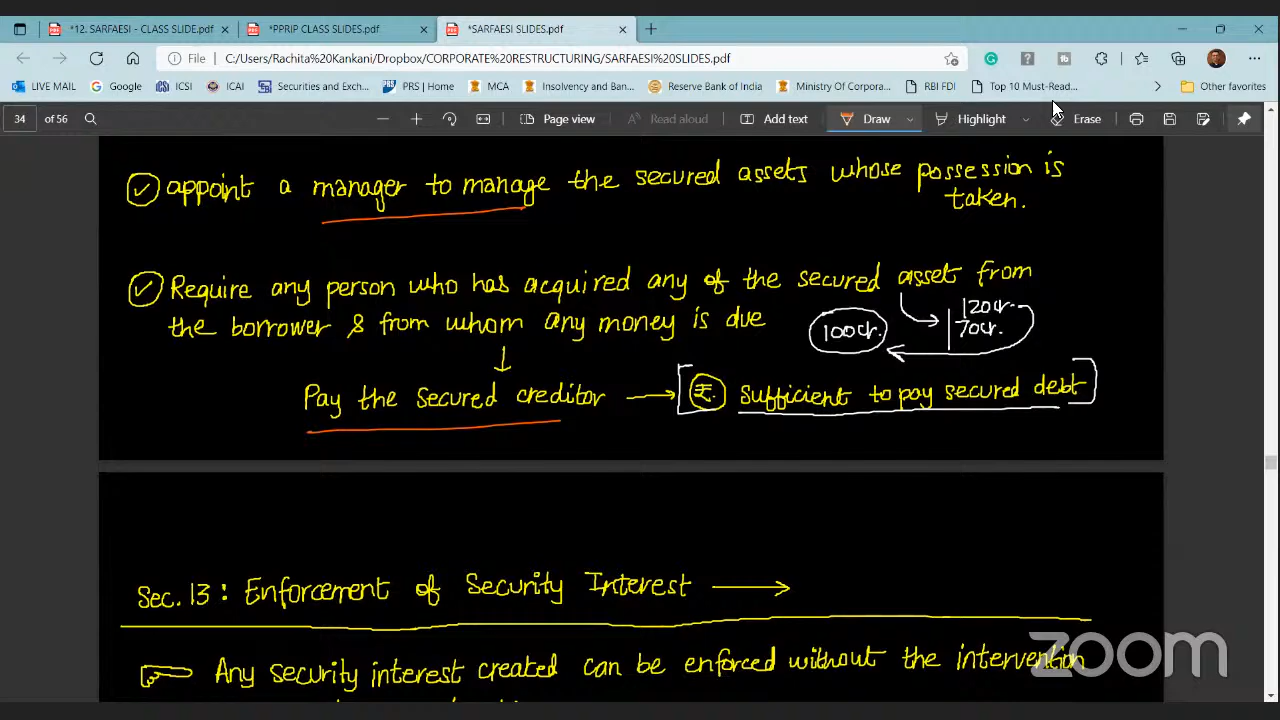 *12. SARFAESI - CLASS SLIDE.pdf
*PPRIP CLASS SLIDES.pdf
*SARFAESI SLIDES.pdf
File
C:/Users/Rachita%20Kankani/Dropbox/CORPORATE%20RESTRUCTURING/SARFAESI%20SLIDES.pdf
LIVE MAIL
Google
ICSI
ICAI
Securities and Exch...
PRS | Home
MCA
Insolvency and Ban...
Reserve Bank of India
Ministry Of Corpora...
RBI FDI
Top 10 Must-Read...
Other favorites
34 of 56
Page view
Read aloud
Add text
Draw
Highlight
Erase
appoint a manager to manage the secured assets whose possession is
taken.
Require any person who has acquired any of the secured asset from
the borrower & from whom any money is due
100cr.
120cr.
70cr.
Pay the secured creditor → [₹. Sufficient to pay secured debt]
Sec. 13 : Enforcement of Security Interest →
Any security interest created can be enforced without the intervention
zoom